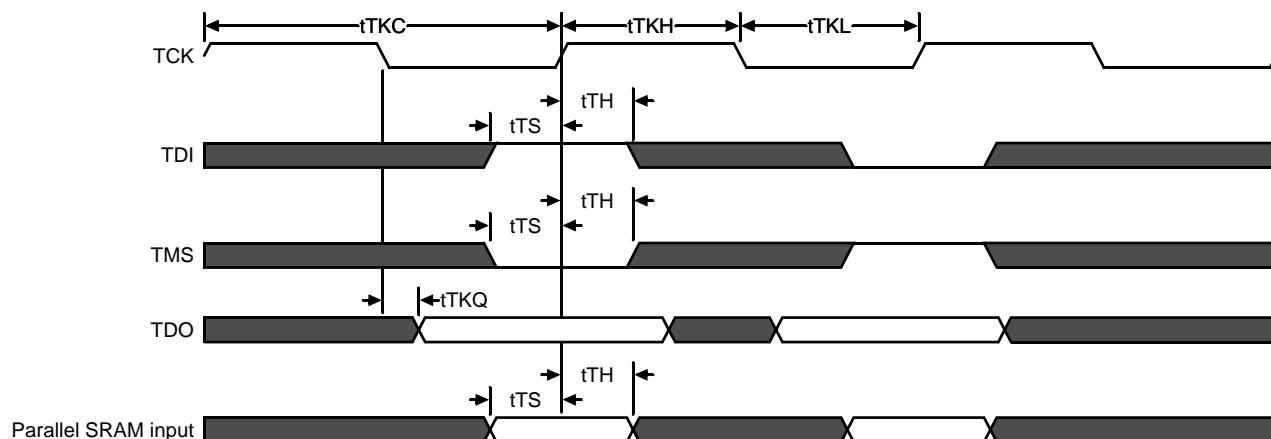 tTKC tTKH tTKL
TCK
tTH
tTS
TDI
tTH
tTS
TMS
tTKQ
TDO
tTH
tTS
Parallel SRAM input